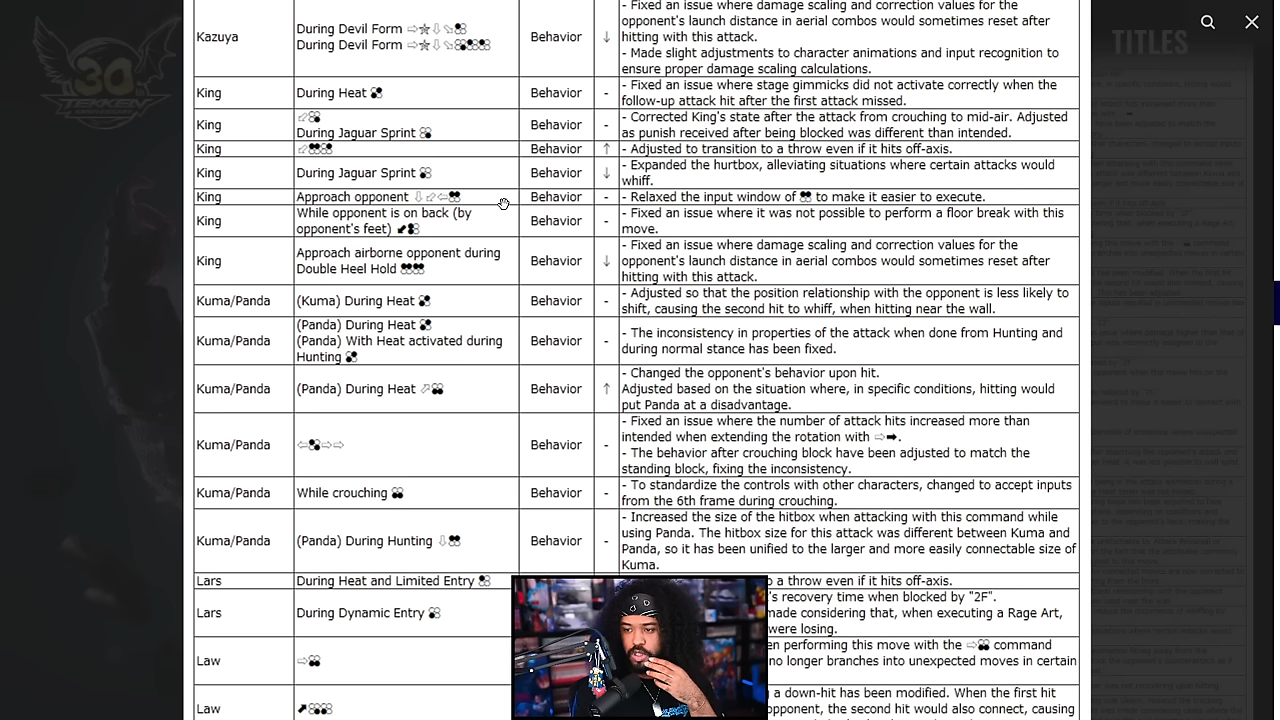 TITLES
30th
TEKKEN
- Fixed an issue where damage scaling and correction values for the
opponent's launch distance in aerial combos would sometimes reset after
hitting with this attack.
Kazuya
During Devil Form ⇨☆⇩⬂
During Devil Form ⇨☆⇩⬂
Behavior
↓
- Made slight adjustments to character animations and input recognition to
ensure proper damage scaling calculations.
King
During Heat
Behavior
-
- Fixed an issue where stage gimmicks did not activate correctly when the
follow-up attack hit after the first attack missed.
King
⬃
During Jaguar Sprint
Behavior
-
- Corrected King's state after the attack from crouching to mid-air. Adjusted
as punish received after being blocked was different than intended.
King
⬃
Behavior
↑
- Adjusted to transition to a throw even if it hits off-axis.
King
During Jaguar Sprint
Behavior
↓
- Expanded the hurtbox, alleviating situations where certain attacks would
whiff.
King
Approach opponent ⇩⬃⇦
Behavior
-
- Relaxed the input window of to make it easier to execute.
King
While opponent is on back (by
opponent's feet) ⬋
Behavior
-
- Fixed an issue where it was not possible to perform a floor break with this
move.
King
Approach airborne opponent during
Double Heel Hold
Behavior
↓
- Fixed an issue where damage scaling and correction values for the
opponent's launch distance in aerial combos would sometimes reset after
hitting with this attack.
Kuma/Panda
(Kuma) During Heat
Behavior
-
- Adjusted so that the position relationship with the opponent is less likely to
shift, causing the second hit to whiff, when hitting near the wall.
Kuma/Panda
(Panda) During Heat
(Panda) With Heat activated during
Hunting
Behavior
-
- The inconsistency in properties of the attack when done from Hunting and
during normal stance has been fixed.
Kuma/Panda
(Panda) During Heat ⬀
Behavior
↑
- Changed the opponent's behavior upon hit.
Adjusted based on the situation where, in specific conditions, hitting would
put Panda at a disadvantage.
Kuma/Panda
⇦⇨⇨
Behavior
-
- Fixed an issue where the number of attack hits increased more than
intended when extending the rotation with ⇨➡.
- The behavior after crouching block have been adjusted to match the
standing block, fixing the inconsistency.
Kuma/Panda
While crouching
Behavior
-
- To standardize the controls with other characters, changed to accept inputs
from the 6th frame during crouching.
Kuma/Panda
(Panda) During Hunting ⇩
Behavior
-
- Increased the size of the hitbox when attacking with this command while
using Panda. The hitbox size for this attack was different between Kuma and
Panda, so it has been unified to the larger and more easily connectable size of
Kuma.
Lars
During Heat and Limited Entry
o a throw even if it hits off-axis.
Lars
During Dynamic Entry
's recovery time when blocked by "2F".
made considering that, when executing a Rage Art,
were losing.
Law
⇨
en performing this move with the ⇨ command
no longer branches into unexpected moves in certain
Law
⬈
a down-hit has been modified. When the first hit
opponent, the second hit would also connect, causing